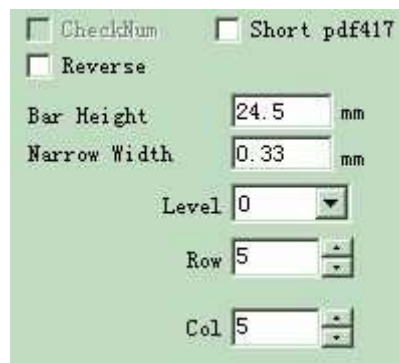 CheckNum Short pdf417
Reverse
Bar Height 24.5 mm
Narrow Width 0.33 mm
Level 0
Row 5
Col 5